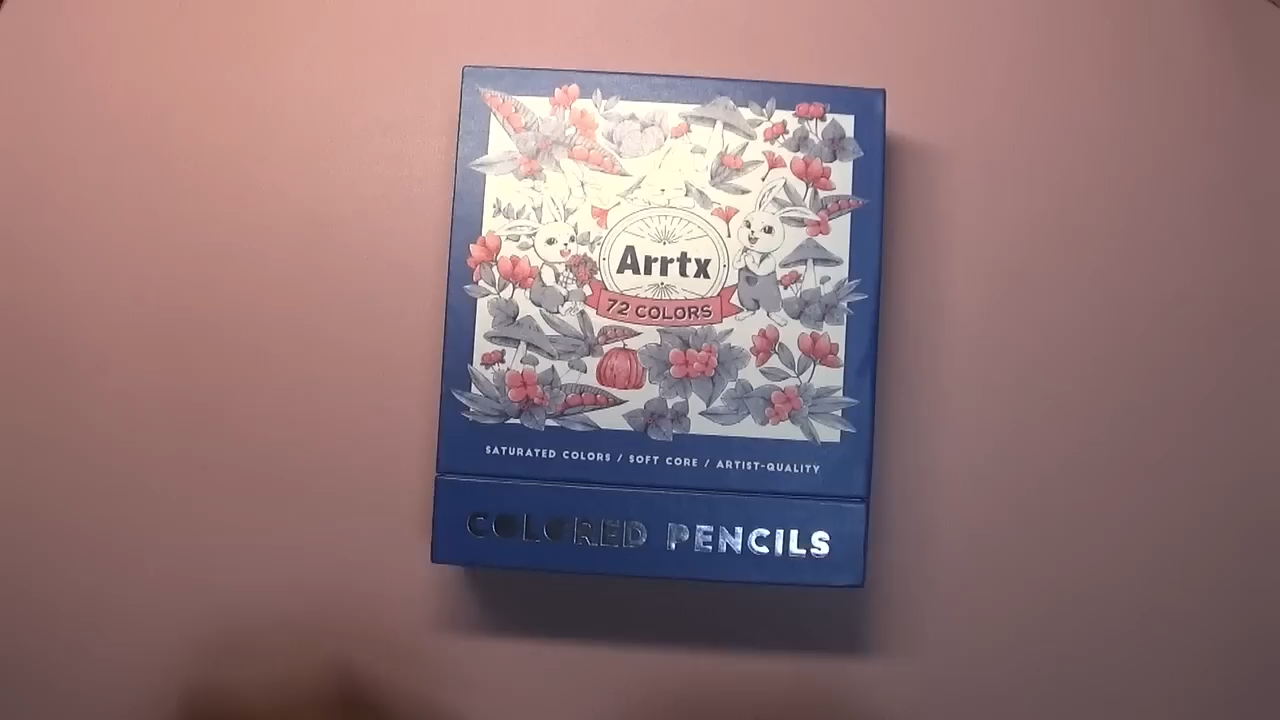 Arrtx
72 COLORS
SATURATED COLORS / SOFT CORE / ARTIST-QUALITY
COLORED PENCILS